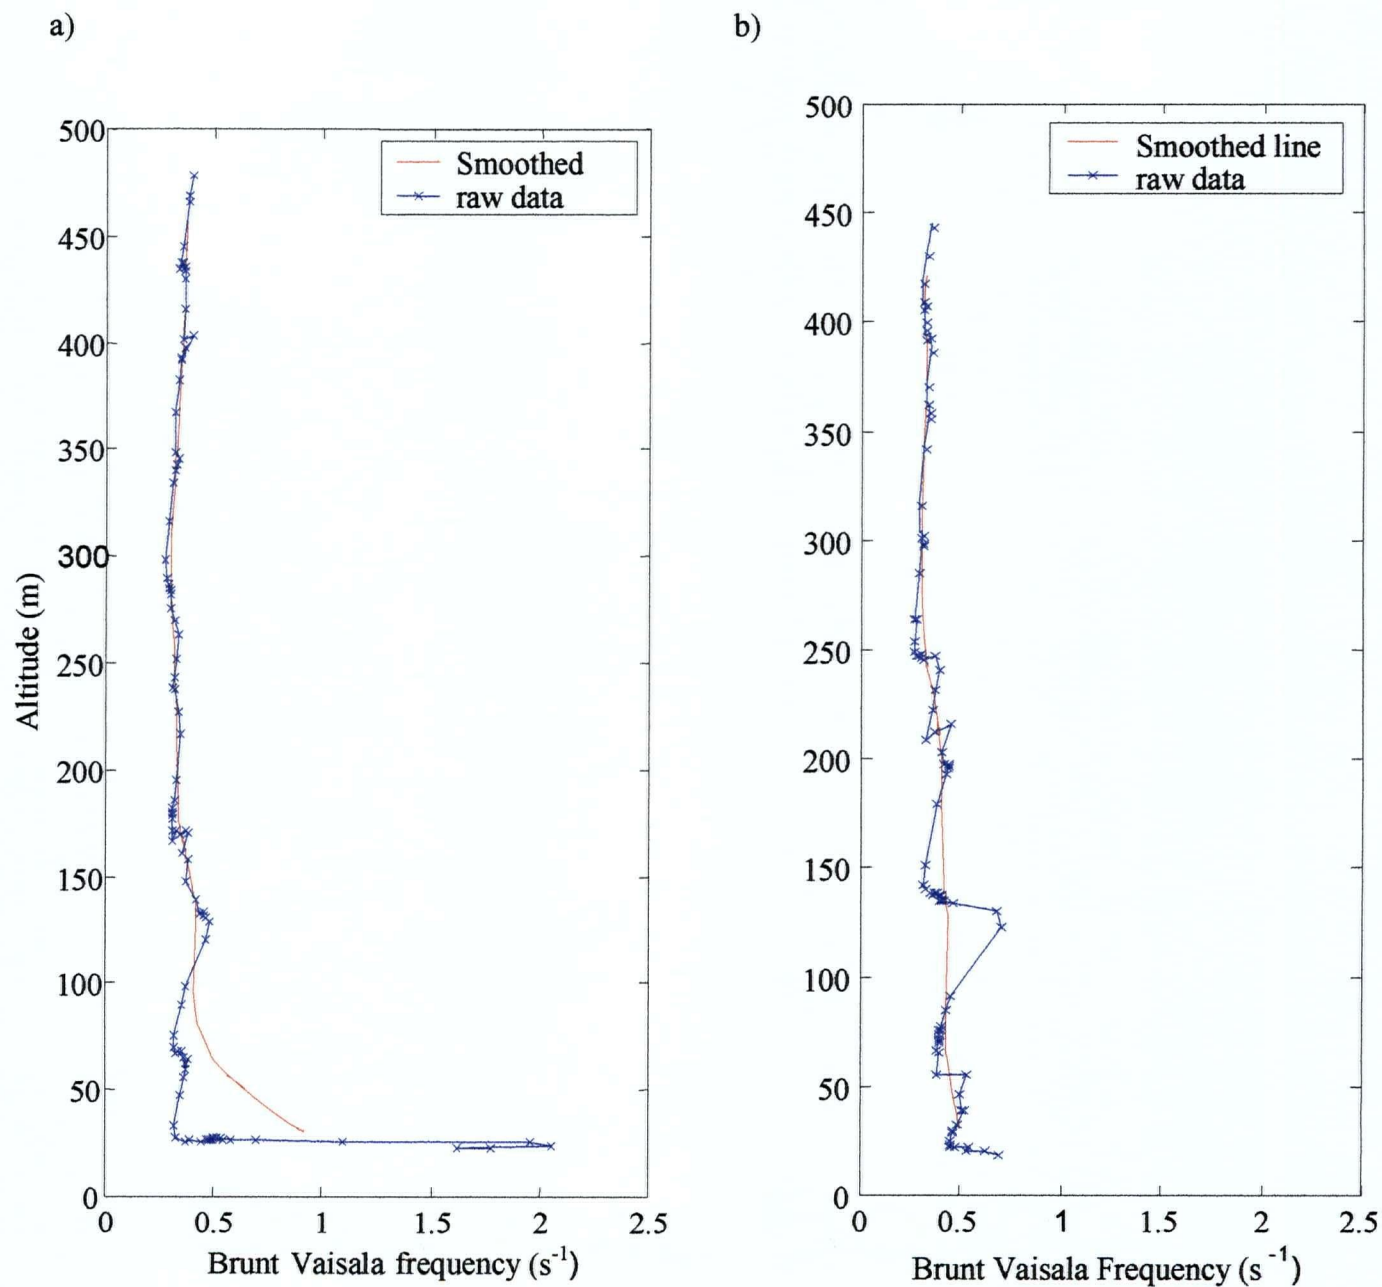 a)
500
450
400
350
300
250
200
150
100
50
0
Altitude (m)
Smoothed
raw data
0 0.5 1 1.5 2 2.5
Brunt Vaisala frequency (s⁻¹)
b)
500
450
400
350
300
250
200
150
100
50
0
Smoothed line
raw data
0 0.5 1 1.5 2 2.5
Brunt Vaisala Frequency (s⁻¹)